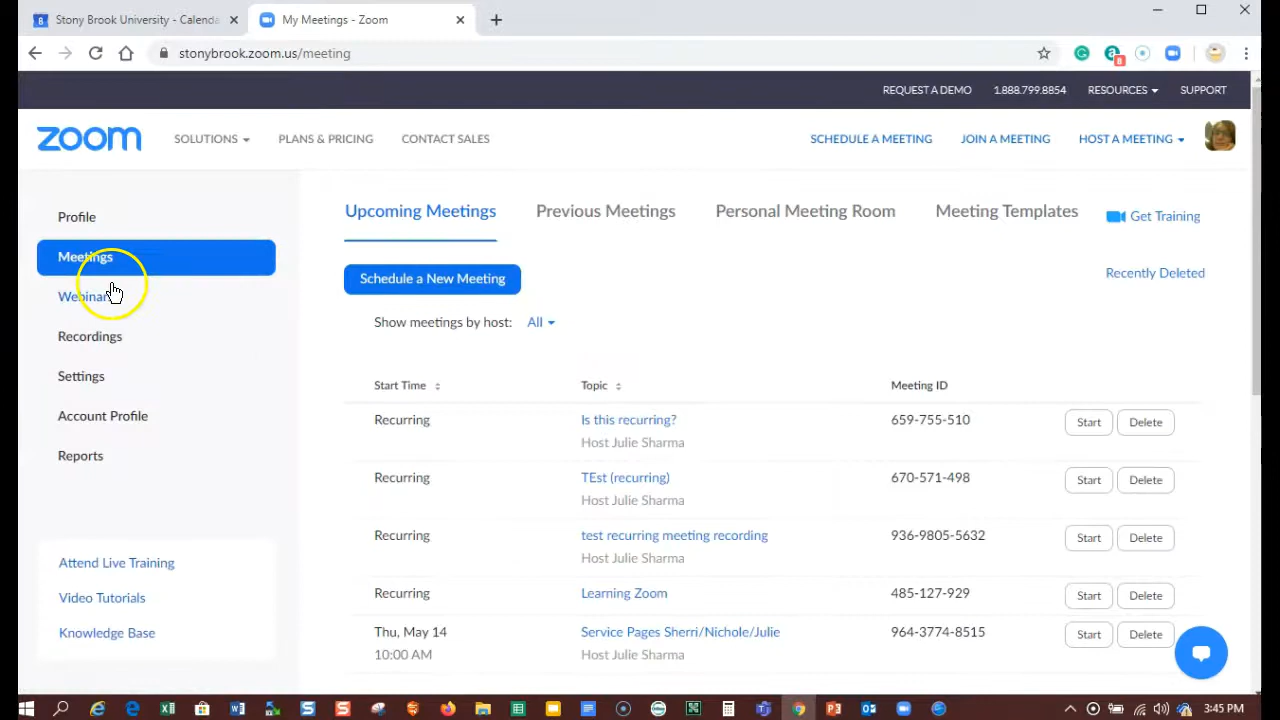 Stony Brook University - Calenda
My Meetings - Zoom
stonybrook.zoom.us/meeting
8
REQUEST A DEMO 1.888.799.8854 RESOURCES SUPPORT
zoom SOLUTIONS PLANS & PRICING CONTACT SALES SCHEDULE A MEETING JOIN A MEETING HOST A MEETING
Profile
Meetings
Webinars
Recordings
Settings
Account Profile
Reports
Attend Live Training
Video Tutorials
Knowledge Base
Upcoming Meetings Previous Meetings Personal Meeting Room Meeting Templates Get Training
Schedule a New Meeting Recently Deleted
Show meetings by host: All
Start Time Topic Meeting ID
Recurring Is this recurring? 659-755-510 Start Delete
Host Julie Sharma
Recurring TEst (recurring) 670-571-498 Start Delete
Host Julie Sharma
Recurring test recurring meeting recording 936-9805-5632 Start Delete
Host Julie Sharma
Recurring Learning Zoom 485-127-929 Start Delete
Thu, May 14 Service Pages Sherri/Nichole/Julie 964-3774-8515 Start Delete
10:00 AM Host Julie Sharma
3:45 PM